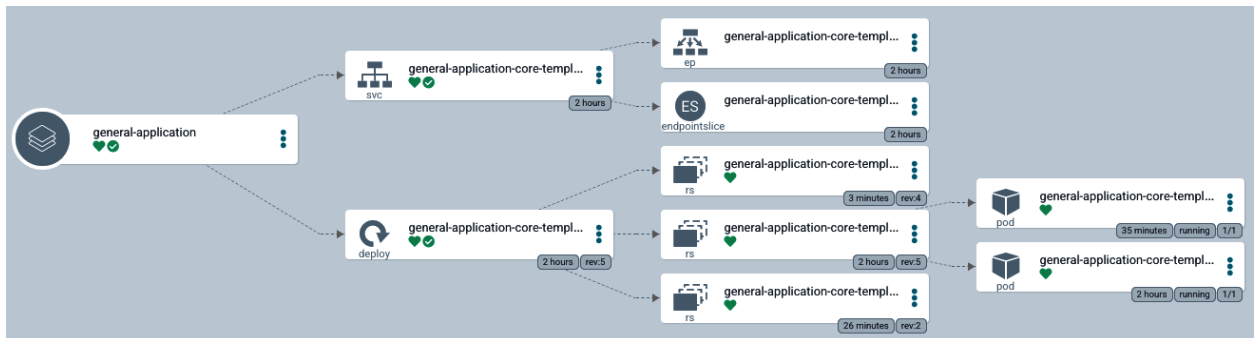 general-application
general-application-core-templ...
svc
2 hours
general-application-core-templ...
deploy
2 hours rev:5
general-application-core-templ...
ep
2 hours
ES
general-application-core-templ...
endpointslice
2 hours
general-application-core-templ...
rs
3 minutes rev:4
general-application-core-templ...
rs
2 hours rev:5
general-application-core-templ...
rs
26 minutes rev:2
general-application-core-templ...
pod
35 minutes running 1/1
general-application-core-templ...
pod
2 hours running 1/1